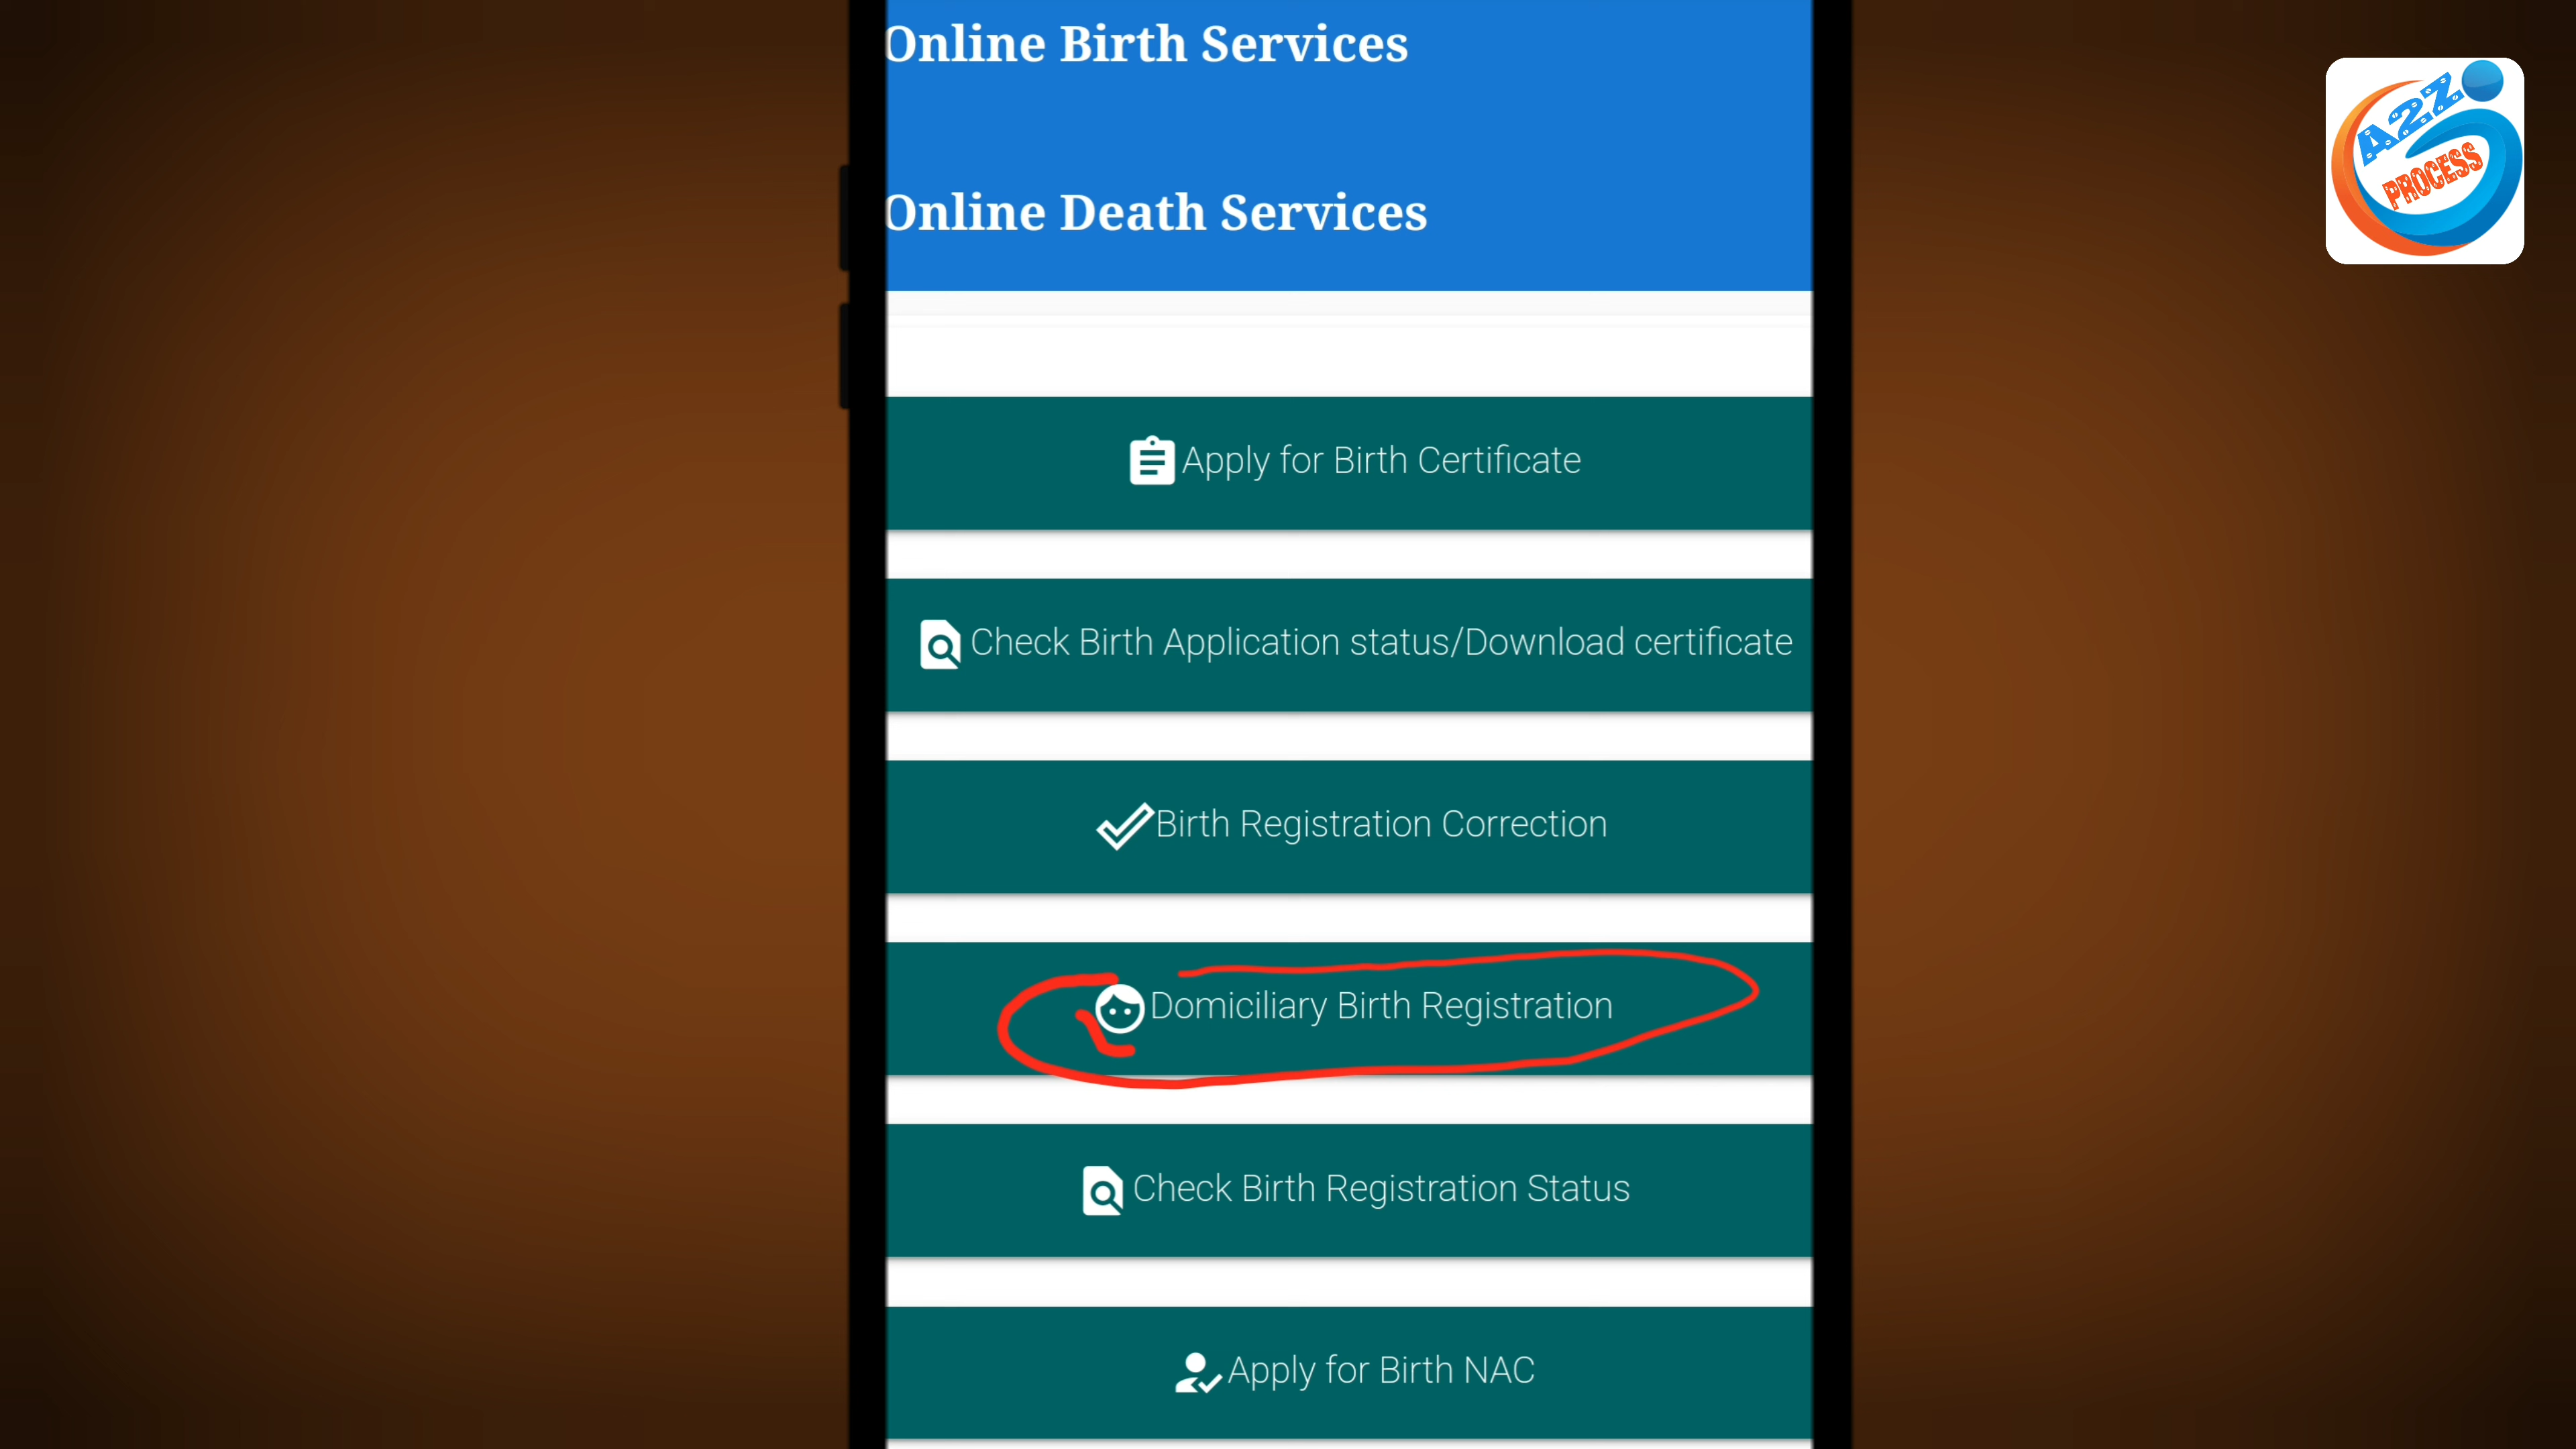 Online Birth Services
Online Death Services
A2Z
PROCESS
Apply for Birth Certificate
Check Birth Application status/Download certificate
Birth Registration Correction
Domiciliary Birth Registration
Check Birth Registration Status
Apply for Birth NAC